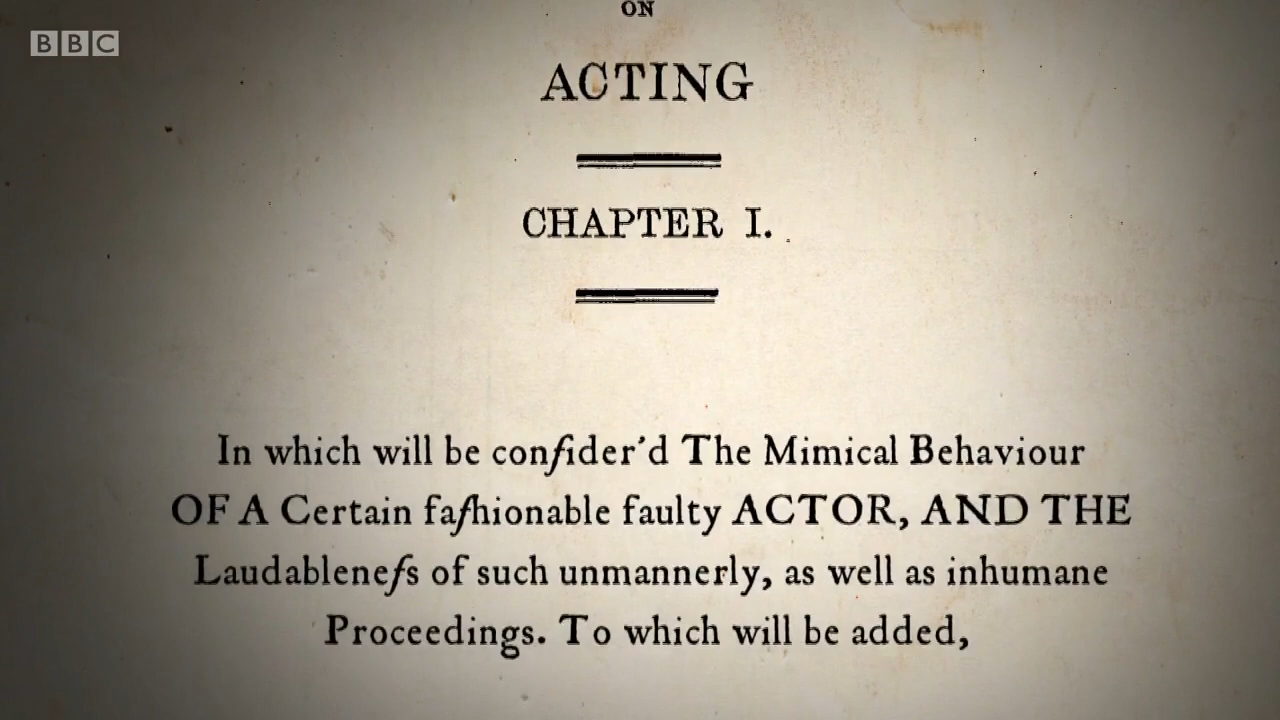 BBC
ON
ACTING
CHAPTER I.
In which will be conſider'd The Mimical Behaviour
OF A Certain faſhionable faulty ACTOR, AND THE
Laudableneſs of such unmannerly, as well as inhumane
Proceedings. To which will be added,